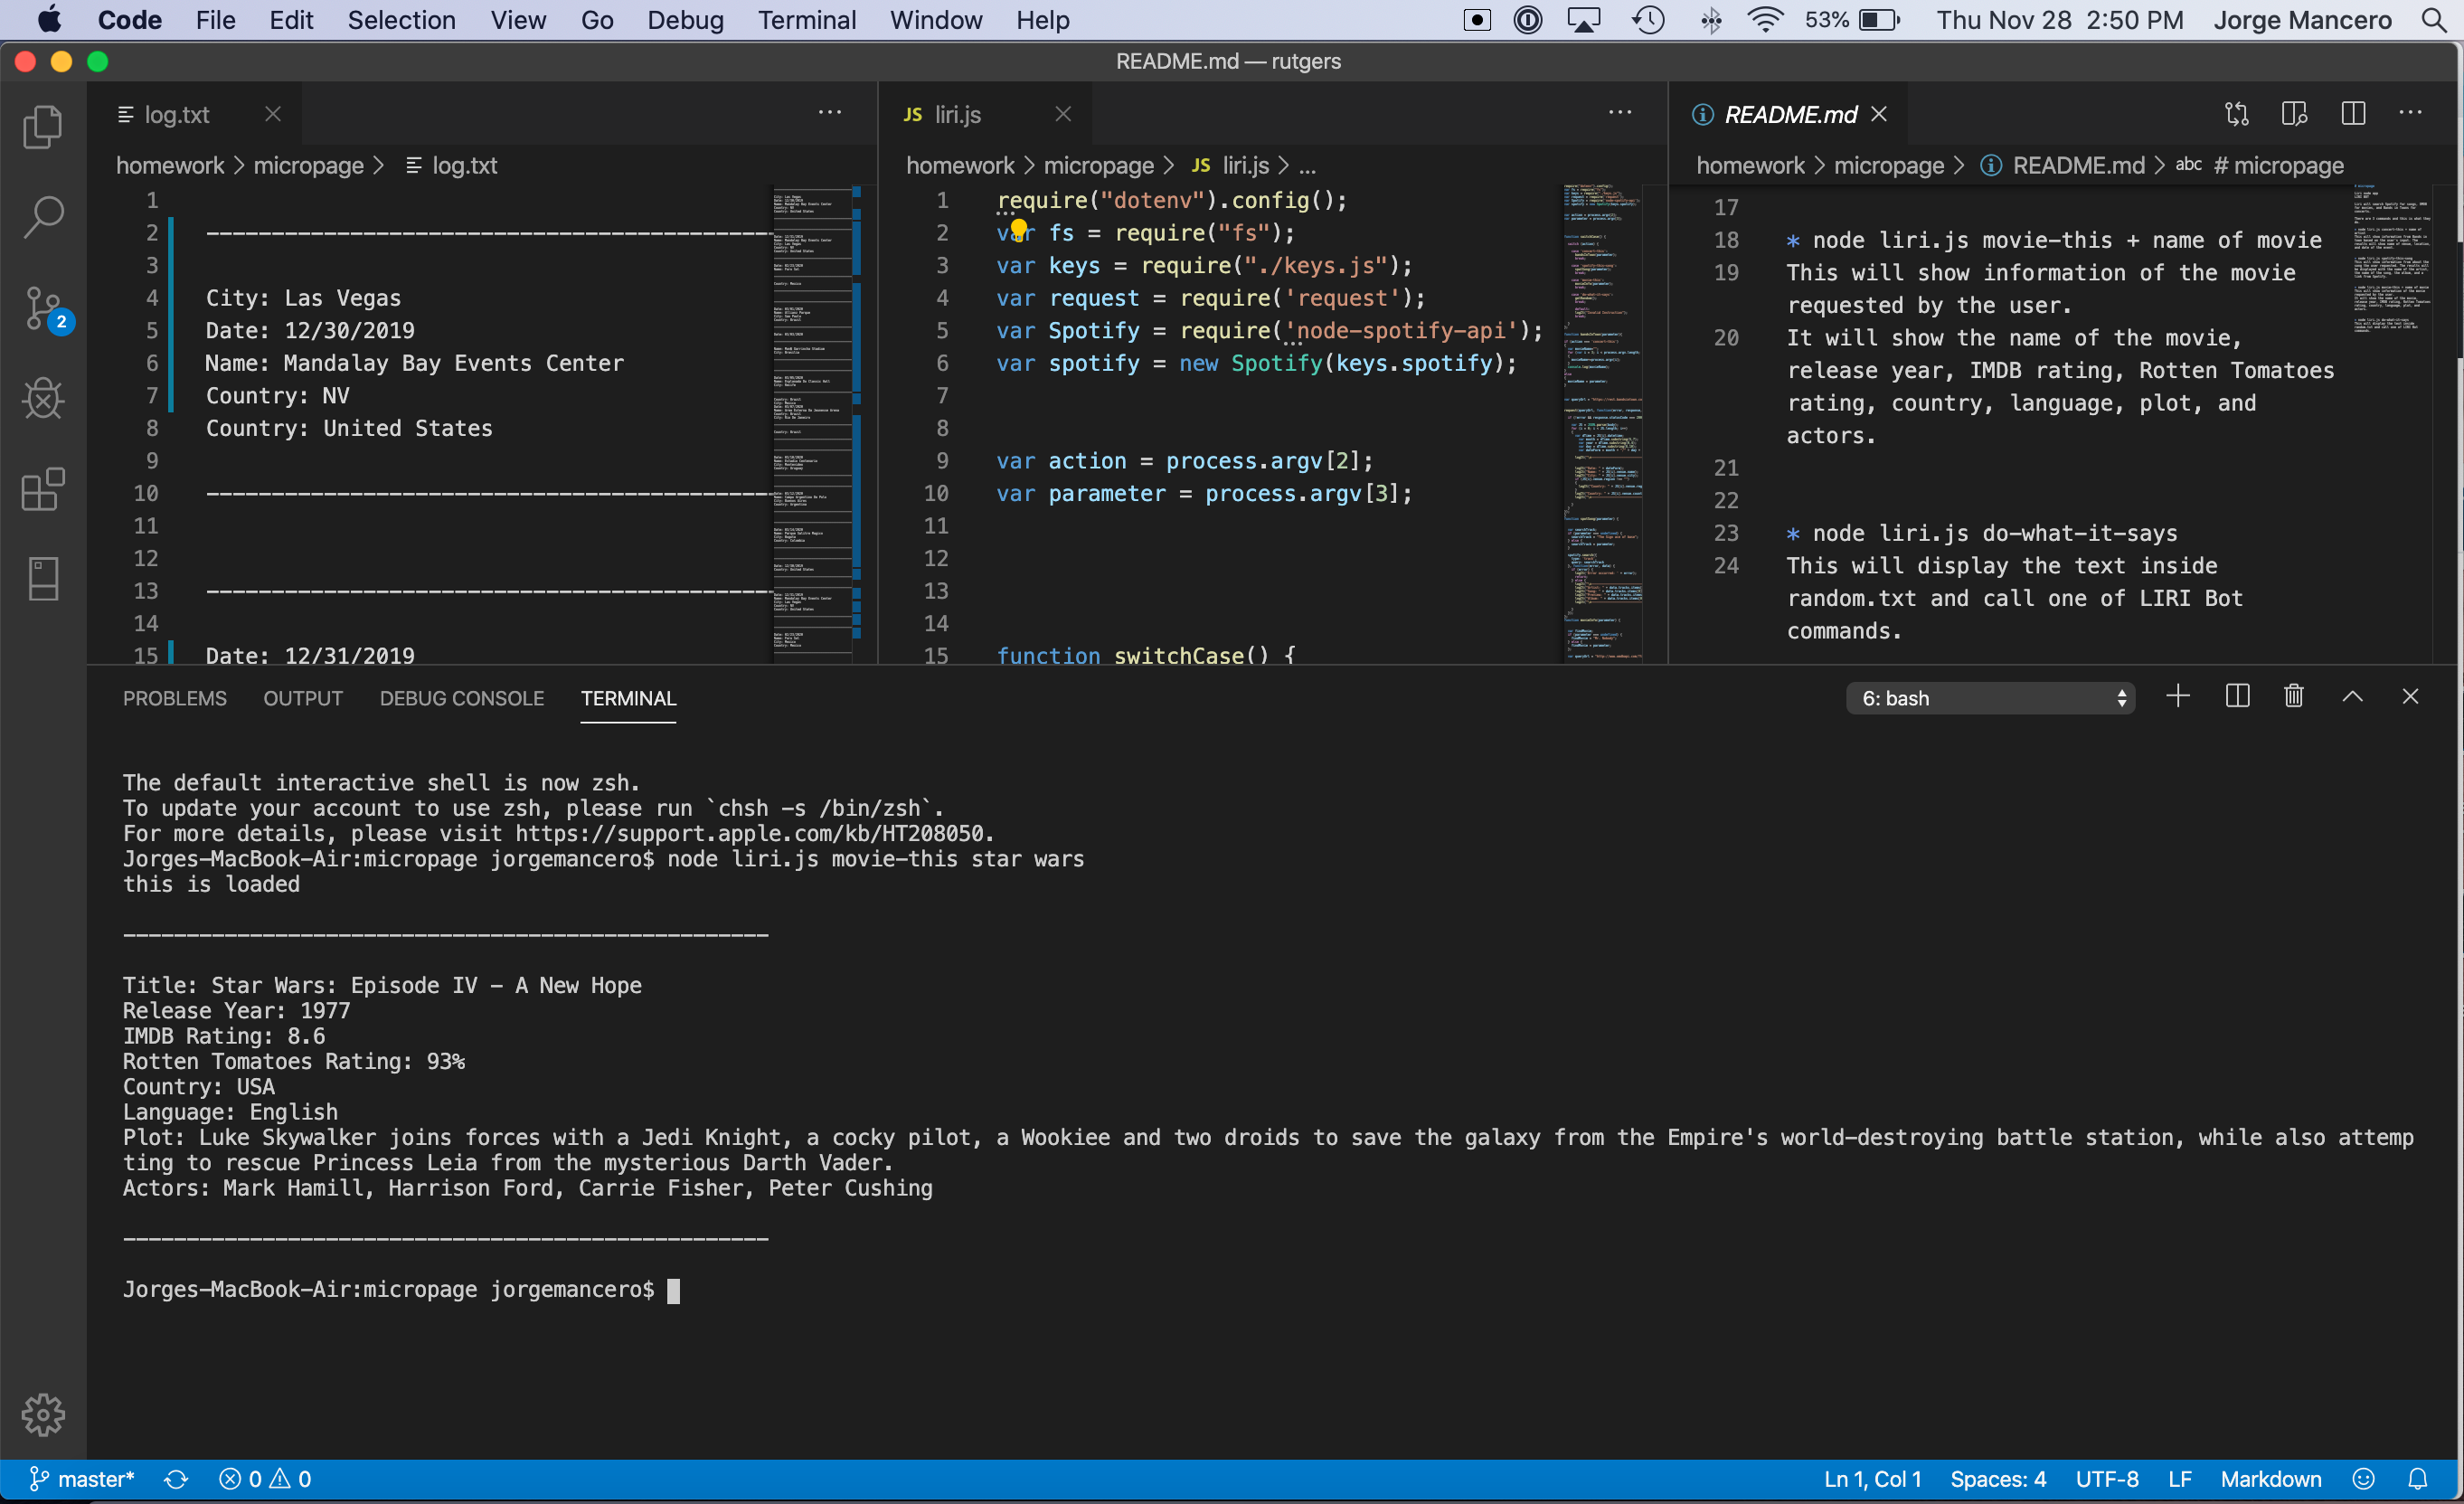 Code File Edit Selection View Go Debug Terminal Window Help 53% Thu Nov 28 2:50 PM Jorge Mancero
README.md — rutgers
log.txt
homework > micropage > log.txt
1
2 -------------------------------------------
3
4 City: Las Vegas
5 Date: 12/30/2019
6 Name: Mandalay Bay Events Center
7 Country: NV
8 Country: United States
9
10 -------------------------------------------
11
12
13 -------------------------------------------
14
15 Date: 12/31/2019
JS liri.js
homework > micropage > JS liri.js > ...
1 require("dotenv").config();
2 var fs = require("fs");
3 var keys = require("./keys.js");
4 var request = require('request');
5 var Spotify = require('node-spotify-api');
6 var spotify = new Spotify(keys.spotify);
7
8
9 var action = process.argv[2];
10 var parameter = process.argv[3];
11
12
13
14
15 function switchCase() {
README.md
homework > micropage > README.md > abc # micropage
17
18 * node liri.js movie-this + name of movie
19 This will show information of the movie
requested by the user.
20 It will show the name of the movie,
release year, IMDB rating, Rotten Tomatoes
rating, country, language, plot, and
actors.
21
22
23 * node liri.js do-what-it-says
24 This will display the text inside
random.txt and call one of LIRI Bot
commands.
2
PROBLEMS OUTPUT DEBUG CONSOLE TERMINAL 6: bash
The default interactive shell is now zsh.
To update your account to use zsh, please run `chsh -s /bin/zsh`.
For more details, please visit https://support.apple.com/kb/HT208050.
Jorges-MacBook-Air:micropage jorgemancero$ node liri.js movie-this star wars
this is loaded
---------------------------------------------------
Title: Star Wars: Episode IV - A New Hope
Release Year: 1977
IMDB Rating: 8.6
Rotten Tomatoes Rating: 93%
Country: USA
Language: English
Plot: Luke Skywalker joins forces with a Jedi Knight, a cocky pilot, a Wookiee and two droids to save the galaxy from the Empire's world-destroying battle station, while also attemp
ting to rescue Princess Leia from the mysterious Darth Vader.
Actors: Mark Hamill, Harrison Ford, Carrie Fisher, Peter Cushing
---------------------------------------------------
Jorges-MacBook-Air:micropage jorgemancero$
master* 0 0 Ln 1, Col 1 Spaces: 4 UTF-8 LF Markdown